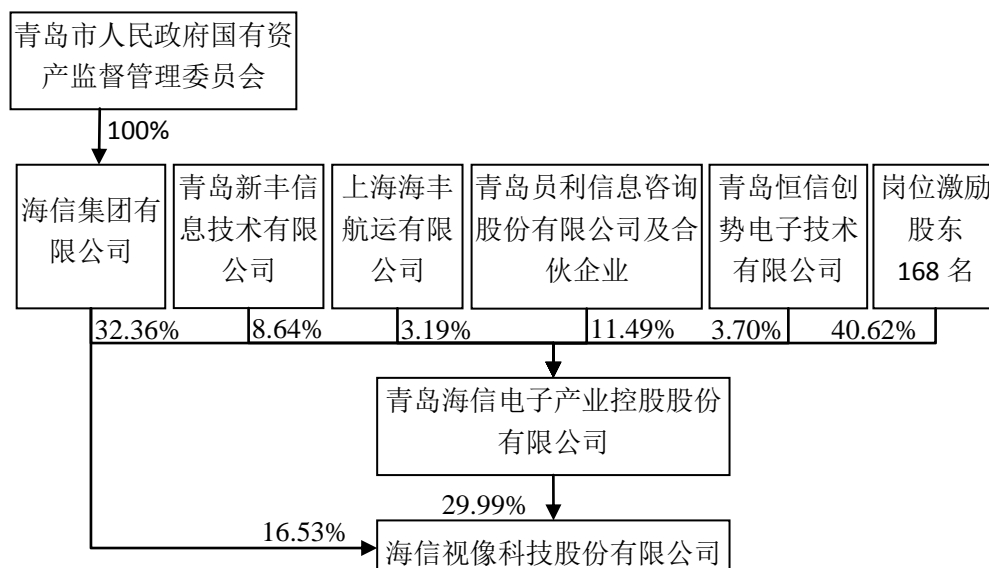 青岛市人民政府国有资
产监督管理委员会
100%
海信集团有
限公司
青岛新丰信
息技术有限
公司
上海海丰
航运有限
公司
青岛员利信息咨询
股份有限公司及合
伙企业
青岛恒信创
势电子技术
有限公司
岗位激励
股东
168 名
32.36%
8.64%
3.19%
11.49%
3.70%
40.62%
青岛海信电子产业控股股份
有限公司
29.99%
16.53%
海信视像科技股份有限公司